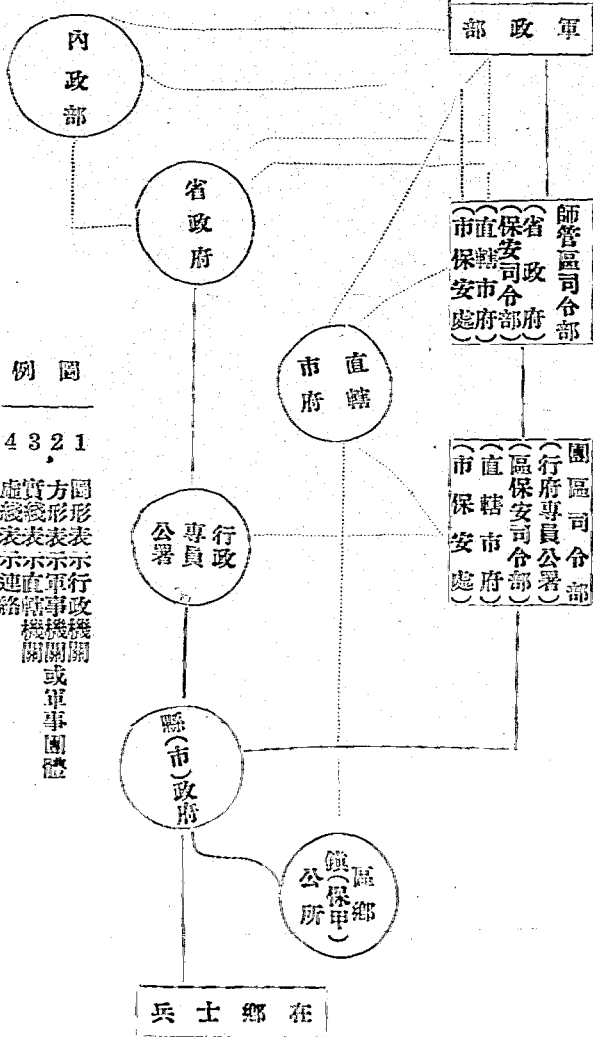 軍政部
內政部
師管區司令部
(省政府)
(保安司令部)
(直轄市府)
(市保安處)
省政府
直轄
市府
團區司令部
(行府專員公署)
(區保安司令部)
(直轄市府)
(市保安處)
行政
專員
公署
縣(市)政府
區鄉
鎮(保甲)
公所
在鄉士兵
圖例
1 圓形表示行政機關
2 方形表示軍事機關或軍事團體
3 實綫表示直轄機關
4 虛綫表示連絡